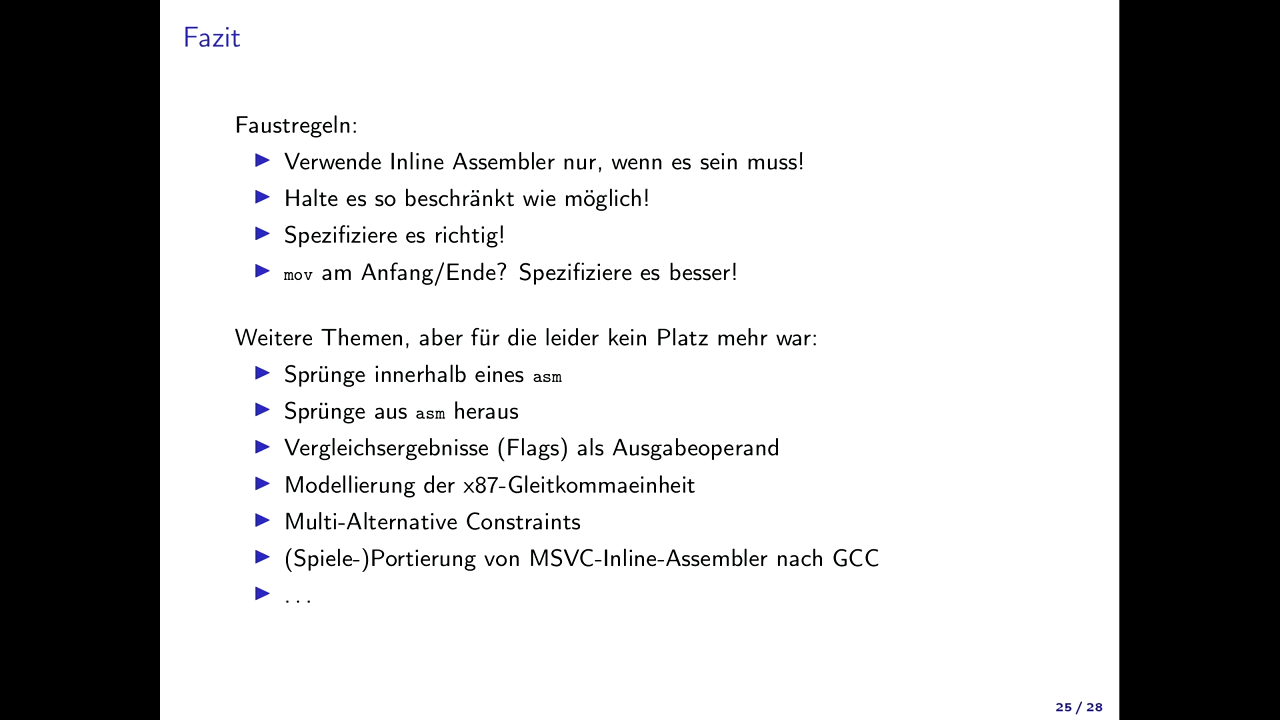 Fazit
Faustregeln:
▶ Verwende Inline Assembler nur, wenn es sein muss!
▶ Halte es so beschränkt wie möglich!
▶ Spezifiziere es richtig!
▶ mov am Anfang/Ende? Spezifiziere es besser!
Weitere Themen, aber für die leider kein Platz mehr war:
▶ Sprünge innerhalb eines asm
▶ Sprünge aus asm heraus
▶ Vergleichsergebnisse (Flags) als Ausgabeoperand
▶ Modellierung der x87-Gleitkommaeinheit
▶ Multi-Alternative Constraints
▶ (Spiele-)Portierung von MSVC-Inline-Assembler nach GCC
▶ ...
25 / 28